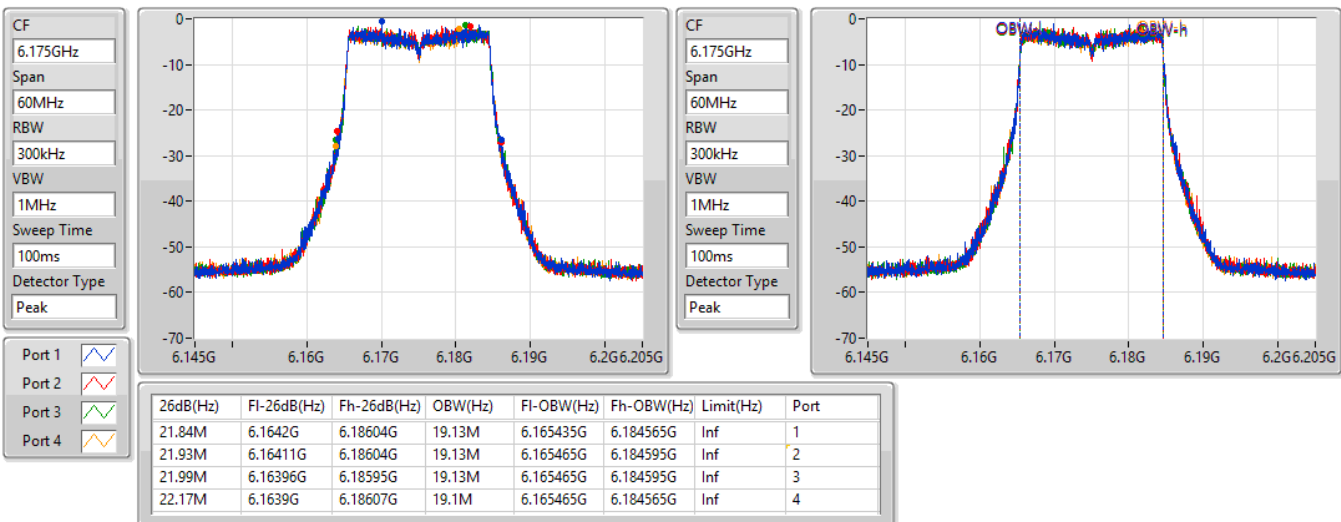 CF
6.175GHz
Span
60MHz
RBW
300kHz
VBW
1MHz
Sweep Time
100ms
Detector Type
Peak
0
-10
-20
-30
-40
-50
-60
-70
6.145G 6.16G 6.17G 6.18G 6.19G 6.2G 6.205G
CF
6.175GHz
Span
60MHz
RBW
300kHz
VBW
1MHz
Sweep Time
100ms
Detector Type
Peak
OBW-h
0
-10
-20
-30
-40
-50
-60
-70
6.145G 6.16G 6.17G 6.18G 6.19G 6.2G 6.205G
Port 1
Port 2
Port 3
Port 4
26dB(Hz) Fl-26dB(Hz) Fh-26dB(Hz) OBW(Hz) Fl-OBW(Hz) Fh-OBW(Hz) Limit(Hz) Port
21.84M 6.1642G 6.18604G 19.13M 6.165435G 6.184565G Inf 1
21.93M 6.16411G 6.18604G 19.13M 6.165465G 6.184595G Inf 2
21.99M 6.16396G 6.18595G 19.13M 6.165465G 6.184595G Inf 3
22.17M 6.1639G 6.18607G 19.1M 6.165465G 6.184565G Inf 4